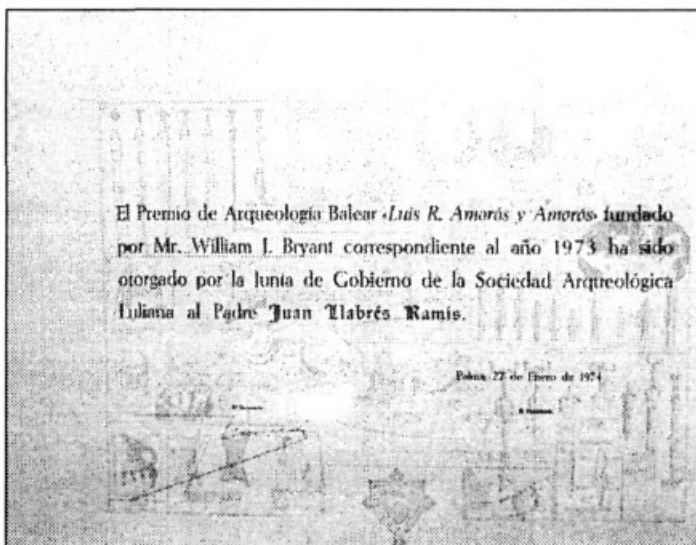 El Premio de Arqueología Balear «Luis R. Amorós y Amorós» fundado
por Mr. William J. Bryant correspondiente al año 1973 ha sido
otorgado por la Junta de Gobierno de la Sociedad Arqueológica
Luliana al Padre Juan Llabrés Ramis.
Palma, 27 de Enero de 1974